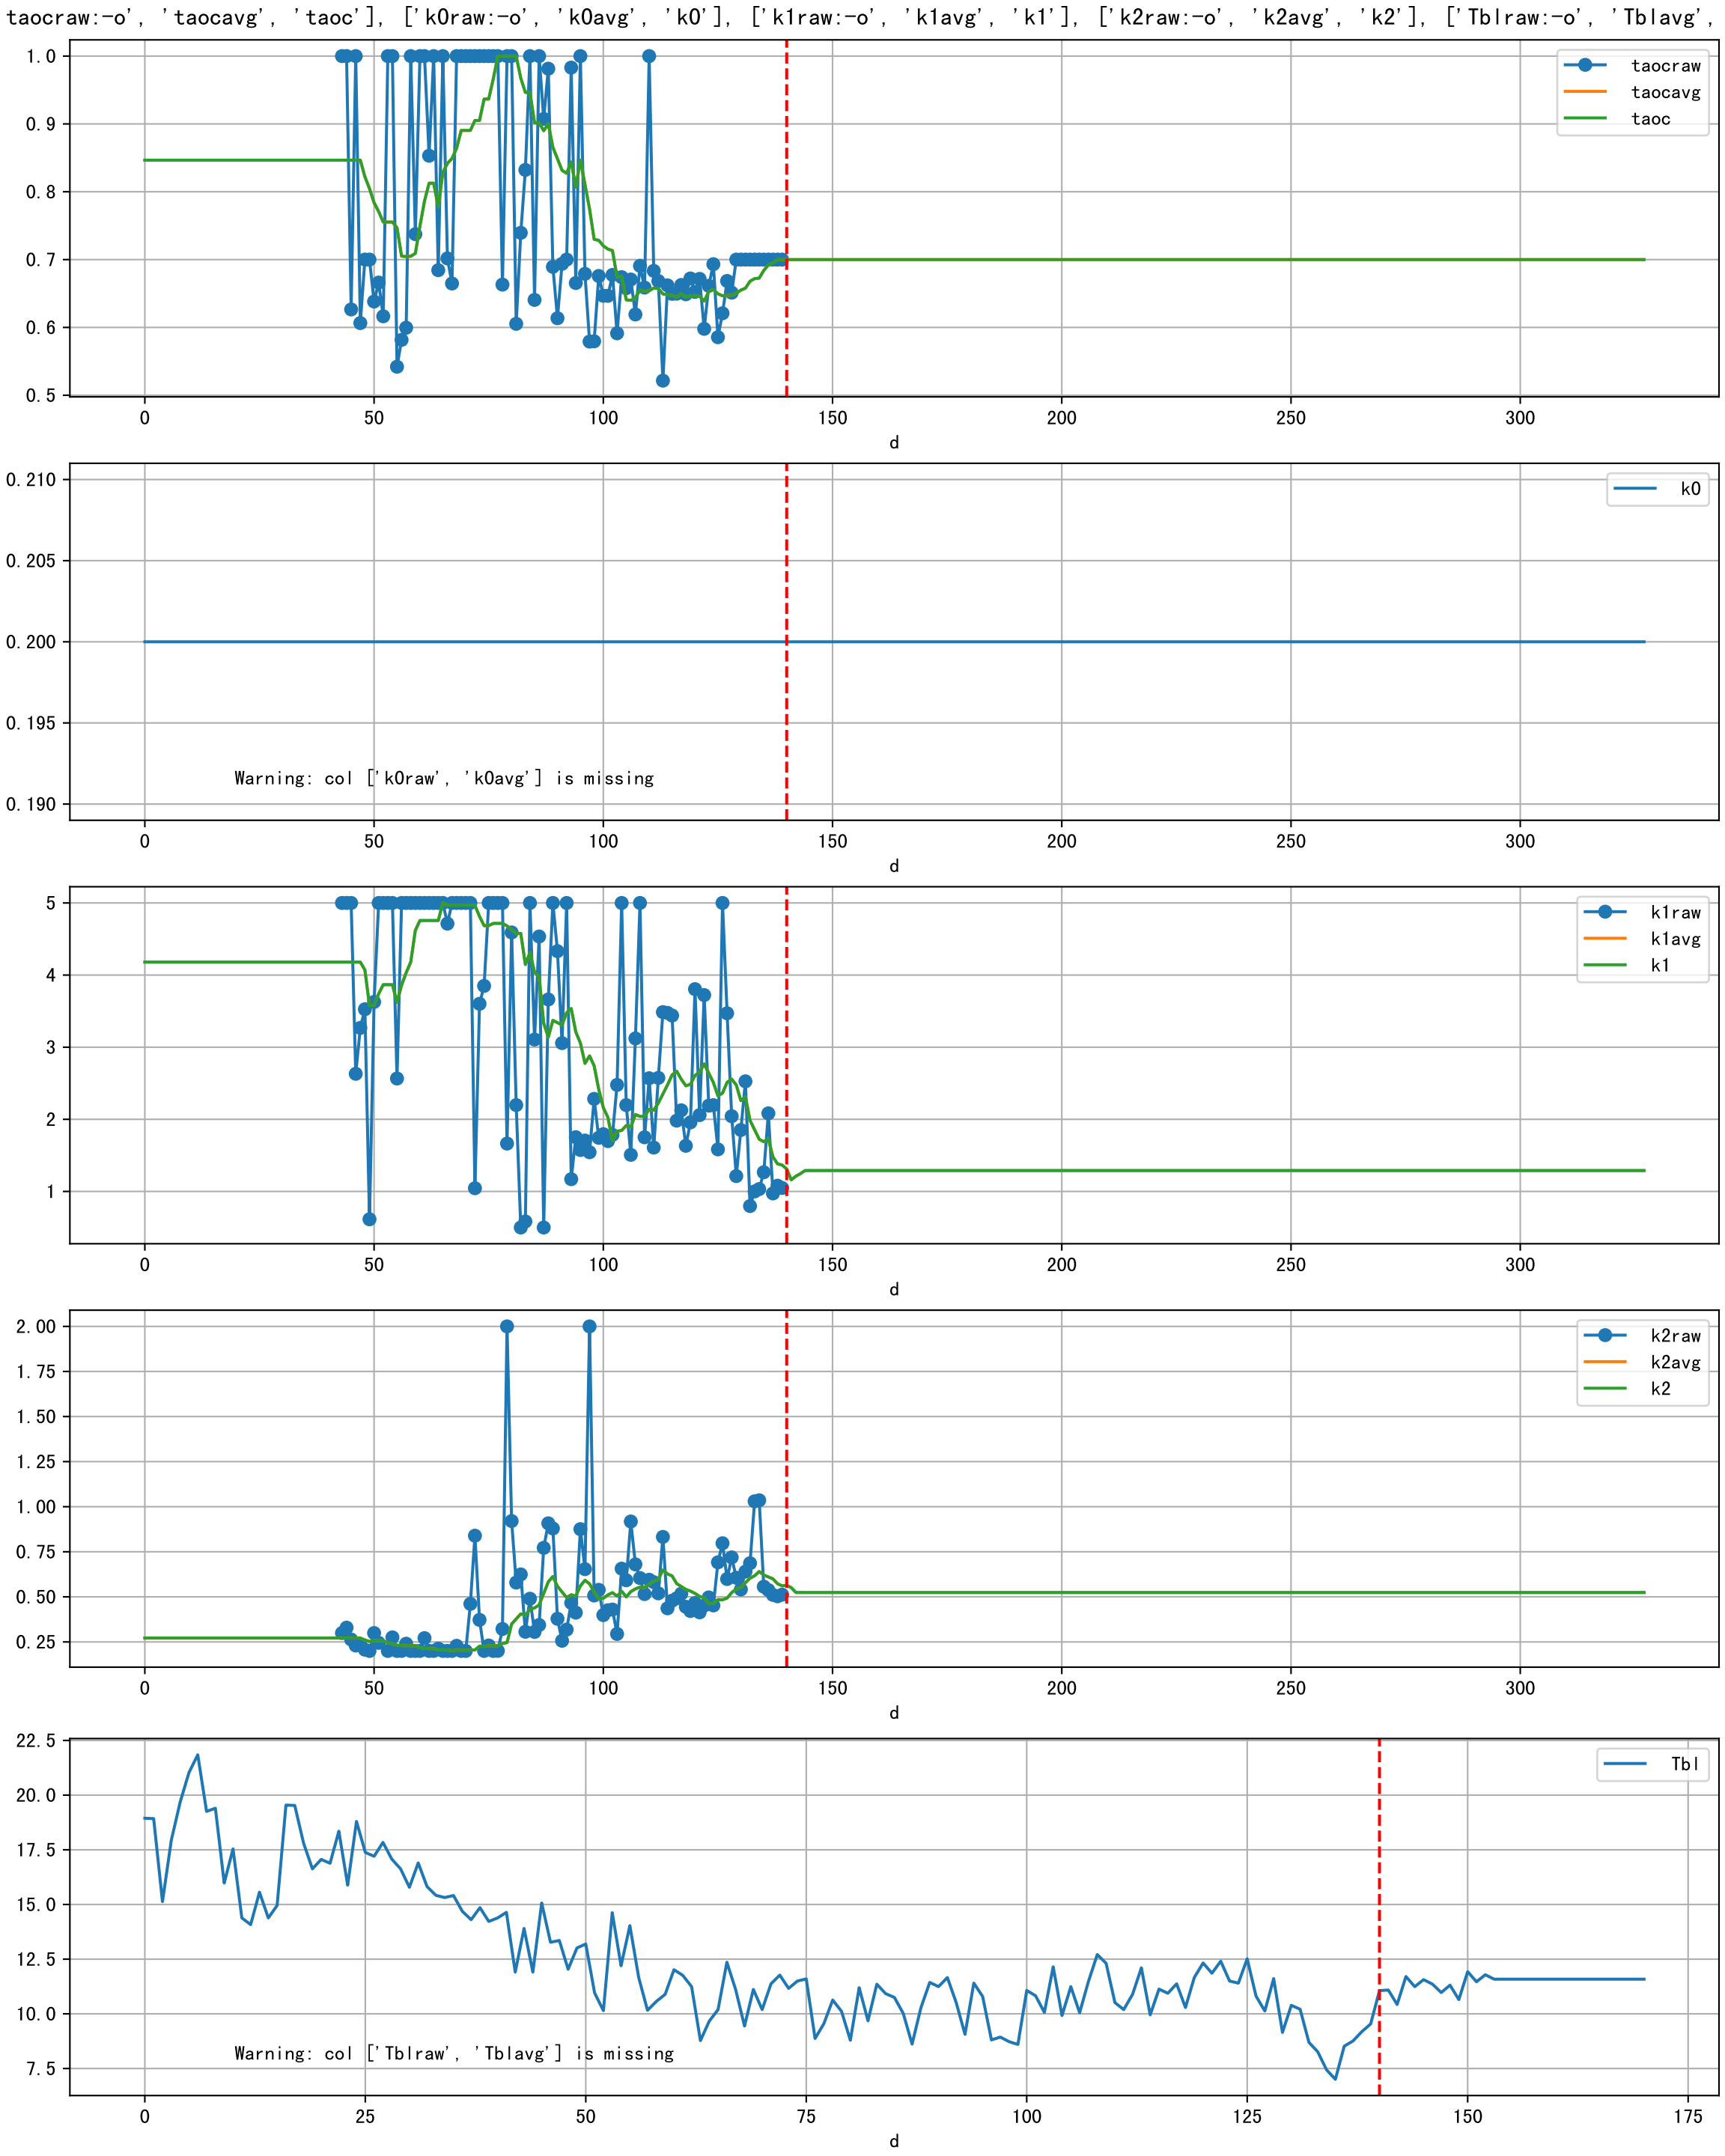 taocraw:-o', 'taocavg', 'taoc'], ['k0raw:-o', 'k0avg', 'k0'], ['k1raw:-o', 'k1avg', 'k1'], ['k2raw:-o', 'k2avg', 'k2'], ['Tblraw:-o', 'Tblavg',
1.0
0.9
0.8
0.7
0.6
0.5
taocraw
taocavg
taoc
0 50 100 150 200 250 300
d
0.210
0.205
0.200
0.195
0.190
k0
Warning: col ['k0raw', 'k0avg'] is missing
0 50 100 150 200 250 300
d
5
4
3
2
1
k1raw
k1avg
k1
0 50 100 150 200 250 300
d
2.00
1.75
1.50
1.25
1.00
0.75
0.50
0.25
k2raw
k2avg
k2
0 50 100 150 200 250 300
d
22.5
20.0
17.5
15.0
12.5
10.0
7.5
Tbl
Warning: col ['Tblraw', 'Tblavg'] is missing
0 25 50 75 100 125 150 175
d